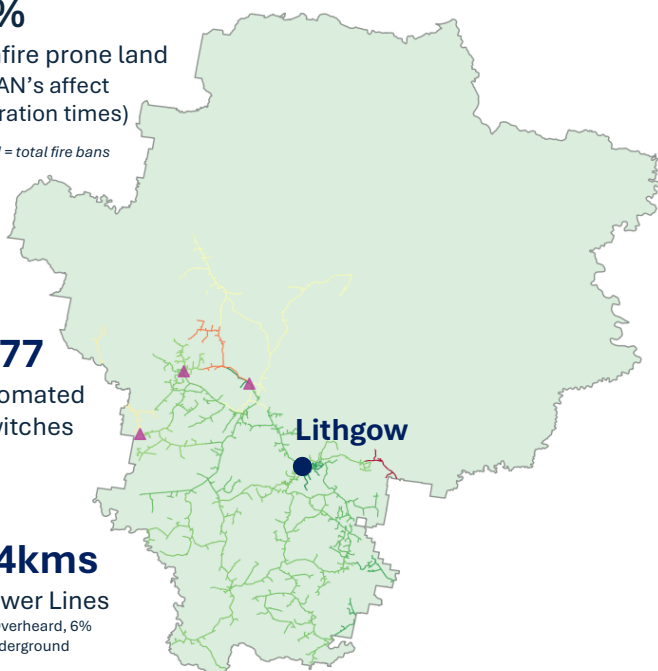 %
fire prone land
AN's affect
ration times)
= total fire bans
77
omated
itches
Lithgow
4kms
wer Lines
Overheard, 6%
derground